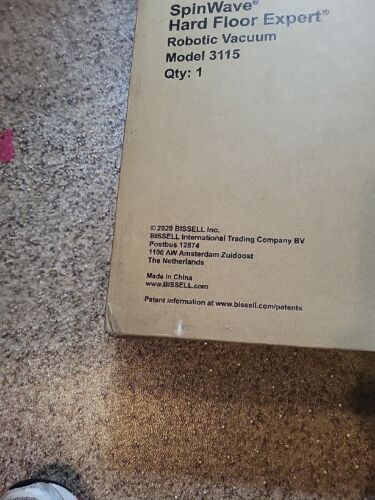 SpinWave®
Hard Floor Expert®
Robotic Vacuum
Model 3115
Qty: 1
© 2020 BISSELL Inc.
BISSELL International Trading Company BV
Postbus 12874
1100 AW Amsterdam Zuidoost
The Netherlands
Made in China
www.BISSELL.com
Patent information at www.bissell.com/patents